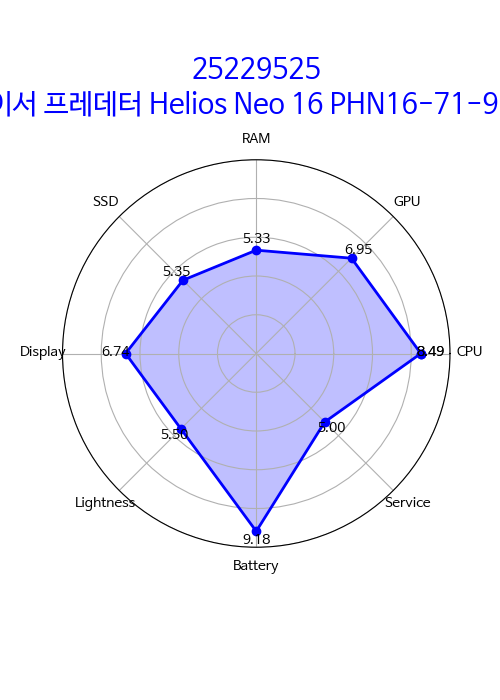 25229525
이서 프레데터 Helios Neo 16 PHN16-71-9
RAM
SSD
GPU
5.33
6.95
5.35
Display
6.74
8.49
CPU
5.50
5.00
Lightness
Service
9.18
Battery